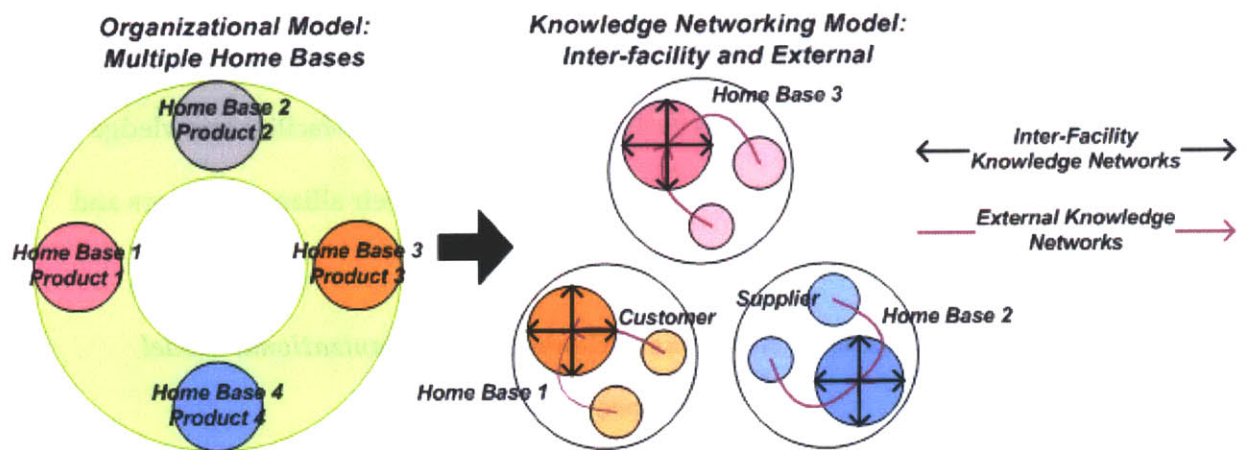 Organizational Model:
Multiple Home Bases
Home Base 2
Product 2
Home Base 1
Product 1
Home Base 3
Product 3
Home Base 4
Product 4
Knowledge Networking Model:
Inter-facility and External
Home Base 3
Customer
Home Base 1
Supplier
Home Base 2
Inter-Facility
Knowledge Networks
External Knowledge
Networks